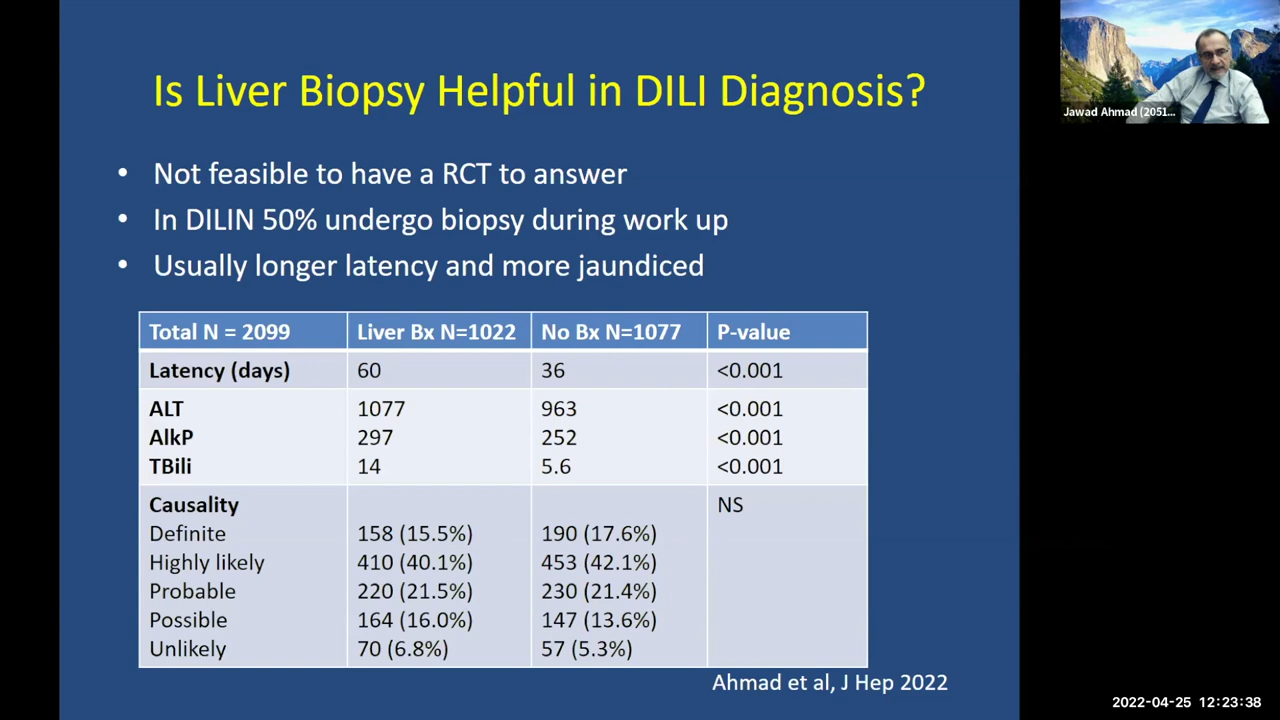 Is Liver Biopsy Helpful in DILI Diagnosis?
• Not feasible to have a RCT to answer
• In DILIN 50% undergo biopsy during work up
• Usually longer latency and more jaundiced
Total N = 2099 Liver Bx N=1022 No Bx N=1077 P-value
Latency (days) 60 36 <0.001
ALT 1077 963 <0.001
AlkP 297 252 <0.001
TBili 14 5.6 <0.001
Causality NS
Definite 158 (15.5%) 190 (17.6%)
Highly likely 410 (40.1%) 453 (42.1%)
Probable 220 (21.5%) 230 (21.4%)
Possible 164 (16.0%) 147 (13.6%)
Unlikely 70 (6.8%) 57 (5.3%)
Ahmad et al, J Hep 2022
Jawad Ahmad (2051...
2022-04-25 12:23:38